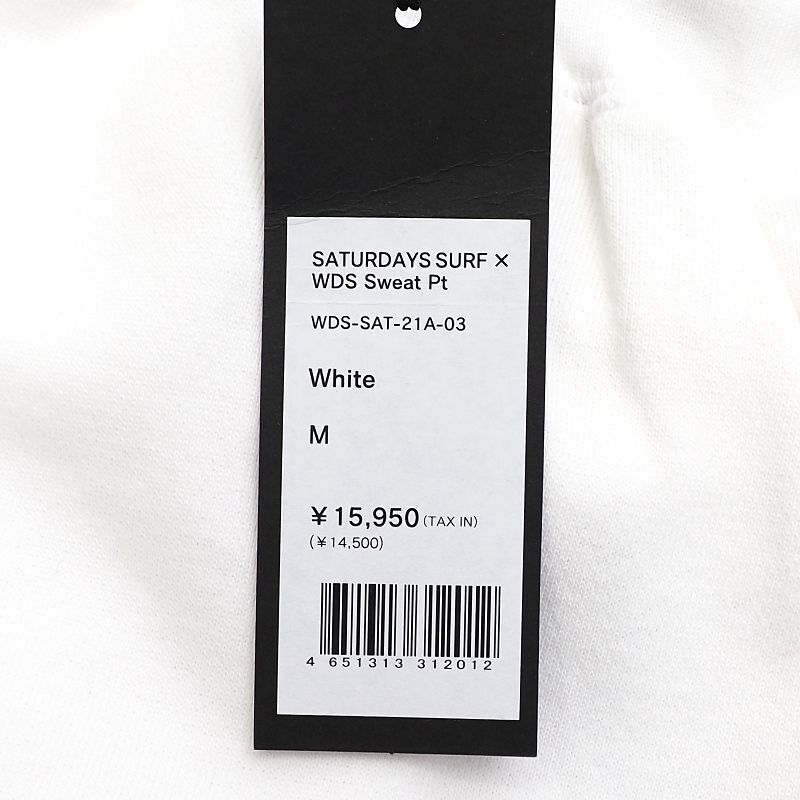 SATURDAYS SURF ×
WDS Sweat Pt
WDS-SAT-21A-03
White
M
¥15,950 (TAX IN)
(¥14,500)
4 651313 312012